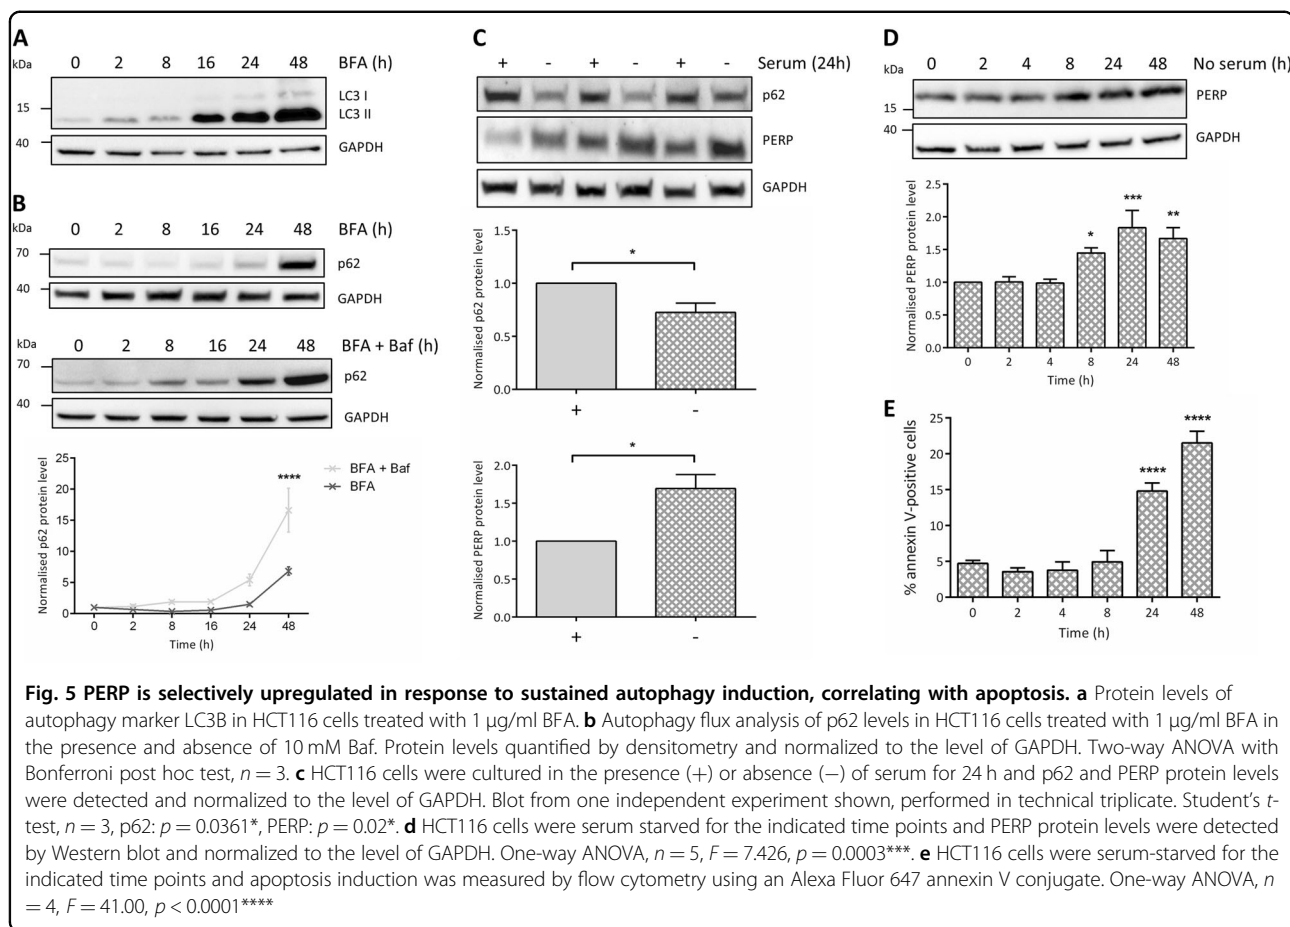 A
0 2 8 16 24 48 BFA (h)
kDa
LC3 I
15
LC3 II
40
GAPDH
B
0 2 8 16 24 48 BFA (h)
kDa
70
p62
40
GAPDH
0 2 8 16 24 48 BFA + Baf (h)
kDa
70
p62
40
GAPDH
Normalised p62 protein level
25
20
15
10
5
0
****
BFA + Baf
BFA
0 2 8 16 24 48
Time (h)
C
+ - + - + - Serum (24h)
p62
PERP
GAPDH
Normalised p62 protein level
1.5
1.0
0.5
0.0
*
+ -
Normalised PERP protein level
2.0
1.5
1.0
0.5
0.0
*
+ -
D
0 2 4 8 24 48 No serum (h)
kDa
PERP
15
40
GAPDH
Normalised PERP protein level
2.5
2.0
1.5
1.0
0.5
0.0
* *** **
0 2 4 8 24 48
Time (h)
E
% annexin V-positive cells
25
20
15
10
5
0
**** ****
0 2 4 8 24 48
Time (h)
Fig. 5 PERP is selectively upregulated in response to sustained autophagy induction, correlating with apoptosis. a Protein levels of
autophagy marker LC3B in HCT116 cells treated with 1 µg/ml BFA. b Autophagy flux analysis of p62 levels in HCT116 cells treated with 1 µg/ml BFA in
the presence and absence of 10 mM Baf. Protein levels quantified by densitometry and normalized to the level of GAPDH. Two-way ANOVA with
Bonferroni post hoc test, n = 3. c HCT116 cells were cultured in the presence (+) or absence (−) of serum for 24 h and p62 and PERP protein levels
were detected and normalized to the level of GAPDH. Blot from one independent experiment shown, performed in technical triplicate. Student's t-
test, n = 3, p62: p = 0.0361*, PERP: p = 0.02*. d HCT116 cells were serum starved for the indicated time points and PERP protein levels were detected
by Western blot and normalized to the level of GAPDH. One-way ANOVA, n = 5, F = 7.426, p = 0.0003***. e HCT116 cells were serum-starved for the
indicated time points and apoptosis induction was measured by flow cytometry using an Alexa Fluor 647 annexin V conjugate. One-way ANOVA, n
= 4, F = 41.00, p < 0.0001****